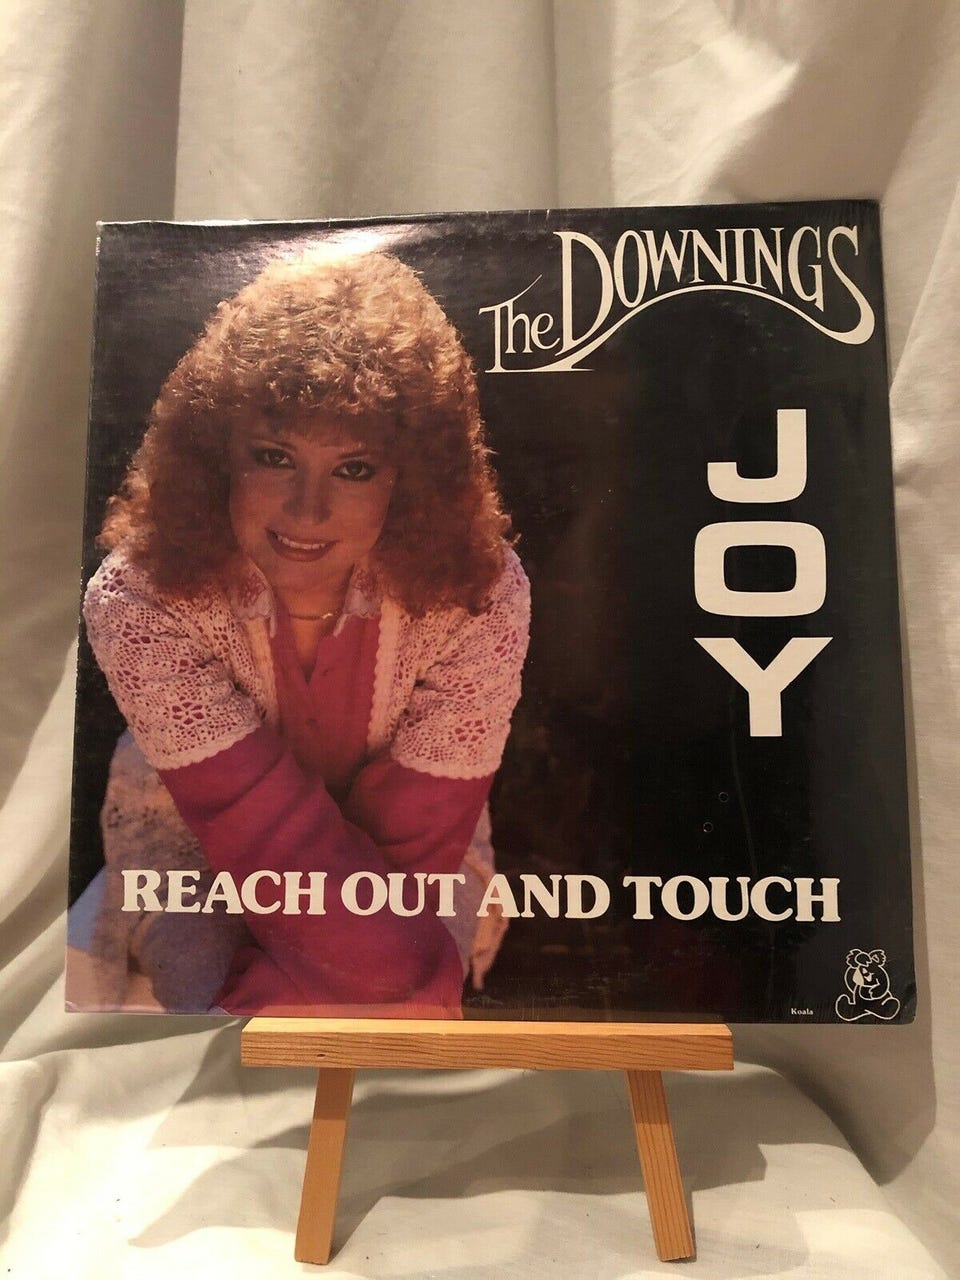 The DOWNINGS
JOY
REACH OUT AND TOUCH
Koala